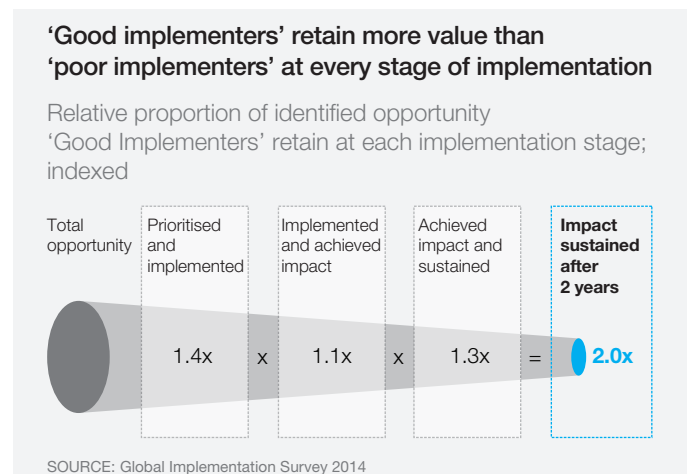 ‘Good implementers’ retain more value than
‘poor implementers’ at every stage of implementation
Relative proportion of identified opportunity
‘Good Implementers’ retain at each implementation stage;
indexed
Total
opportunity
Prioritised
and
implemented
Implemented
and achieved
impact
Achieved
impact and
sustained
Impact
sustained
after
2 years
1.4x x 1.1x x 1.3x = 2.0x
SOURCE: Global Implementation Survey 2014